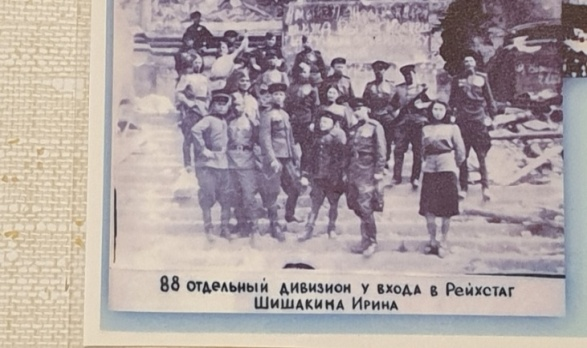 88 отдельный дивизион у входа в Рейхстаг
Шишакина Ирина